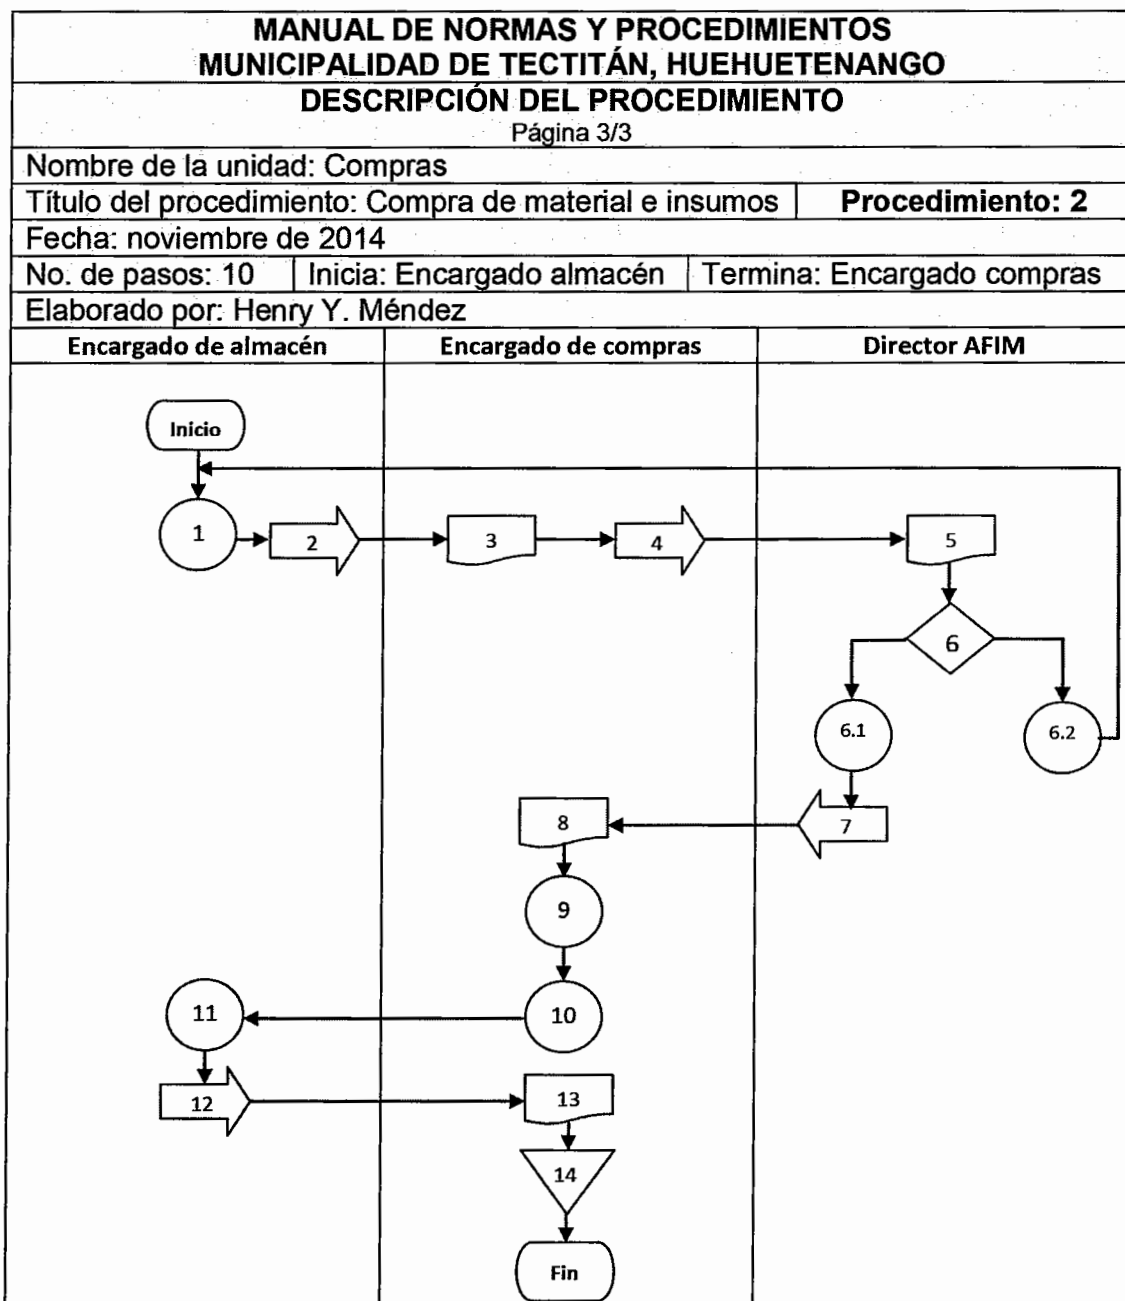 MANUAL DE NORMAS Y PROCEDIMIENTOS
MUNICIPALIDAD DE TECTITÁN, HUEHUETENANGO
DESCRIPCIÓN DEL PROCEDIMIENTO
Página 3/3
Nombre de la unidad: Compras
Título del procedimiento: Compra de material e insumos Procedimiento: 2
Fecha: noviembre de 2014
No. de pasos: 10 Inicia: Encargado almacén Termina: Encargado compras
Elaborado por: Henry Y. Méndez
Encargado de almacén Encargado de compras Director AFIM
Inicio
1 2 3 4 5
6
6.1 6.2
8 7
9
11 10
12 13
14
Fin